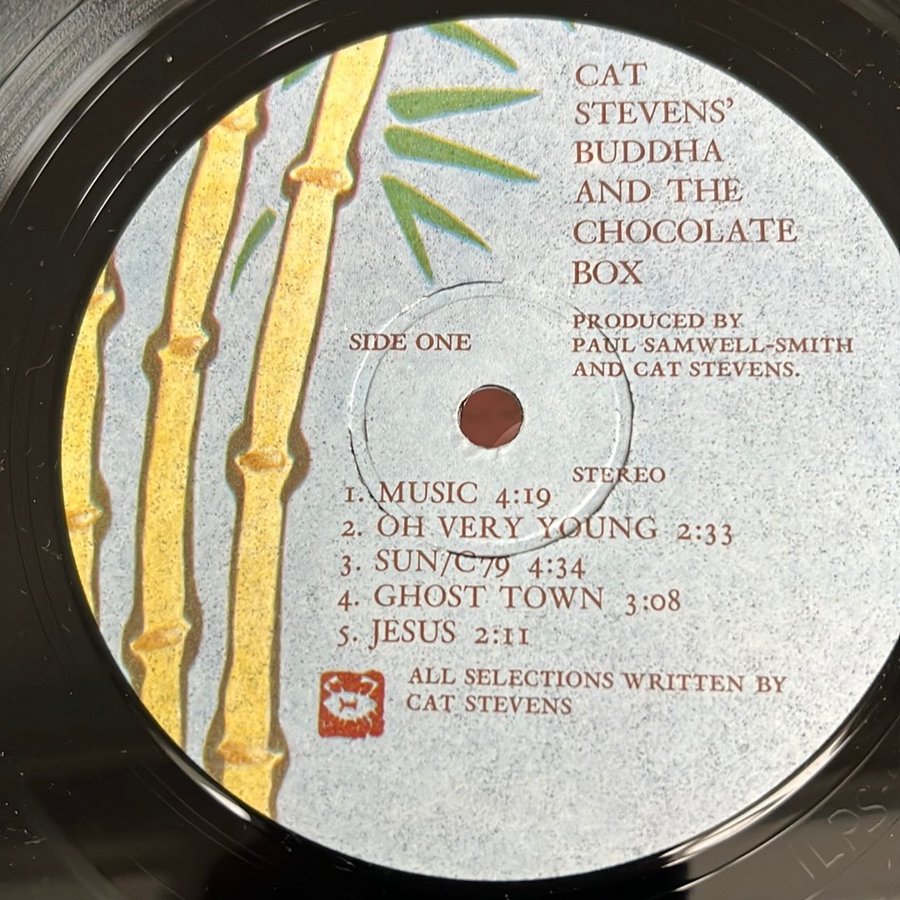 CAT
STEVENS'
BUDDHA
AND THE
CHOCOLATE
BOX
PRODUCED BY
PAUL SAMWELL-SMITH
AND CAT STEVENS.
SIDE ONE
STEREO
1. MUSIC 4:19
2. OH VERY YOUNG 2:33
3. SUN/C79 4:34
4. GHOST TOWN 3:08
5. JESUS 2:11
ALL SELECTIONS WRITTEN BY
CAT STEVENS
ILPS